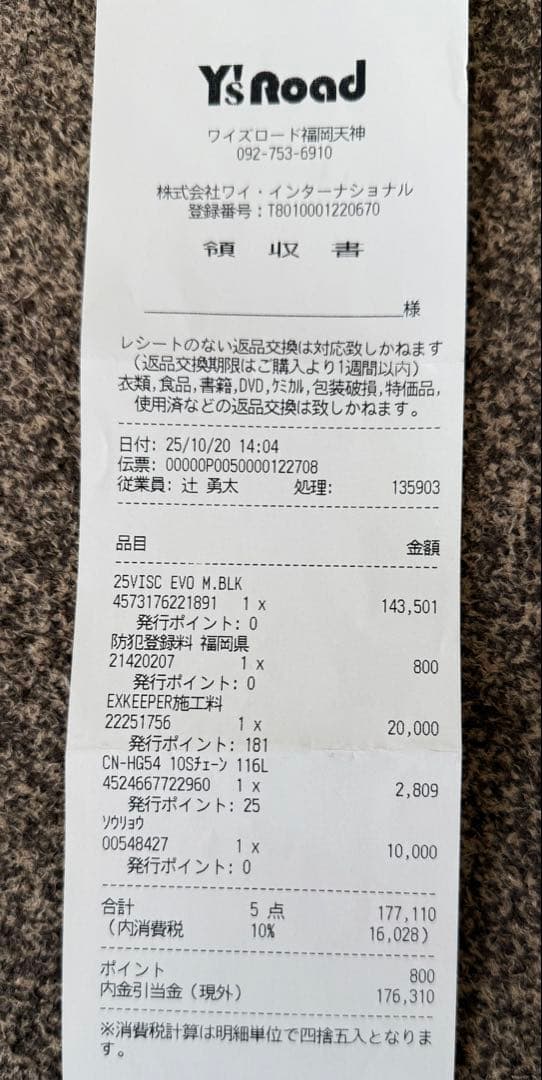 Y'sRoad
ワイズロード福岡天神
092-753-6910
株式会社ワイ・インターナショナル
登録番号：T8010001220670
領 収 書
様
レシートのない返品交換は対応致しかねます
（返品交換期限はご購入より1週間以内）
衣類,食品,書籍,DVD,ｹﾐｶﾙ,包装破損,特価品,
使用済などの返品交換は致しかねます。
日付: 25/10/20 14:04
伝票: 00000P0050000122708
従業員: 辻 勇太 処理: 135903
品目 金額
25VISC EVO M.BLK
4573176221891 1 x 143,501
発行ポイント: 0
防犯登録料 福岡県
21420207 1 x 800
発行ポイント: 0
EXKEEPER施工料
22251756 1 x 20,000
発行ポイント: 181
CN-HG54 10Sﾁｪｰﾝ 116L
4524667722960 1 x 2,809
発行ポイント: 25
ｿｳﾘｮｳ
00548427 1 x 10,000
発行ポイント: 0
合計 5 点 177,110
（内消費税 10% 16,028）
ポイント 800
内金引当金（現外） 176,310
※消費税計算は明細単位で四捨五入となりま
す。